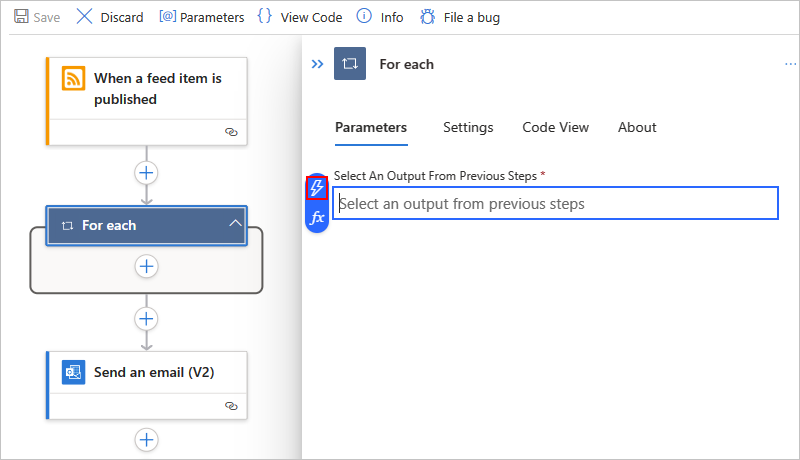 Save Discard [@] Parameters {} View Code Info File a bug
When a feed item is
published
For each
Send an email (V2)
For each
Parameters Settings Code View About
Select An Output From Previous Steps *
fx
Select an output from previous steps